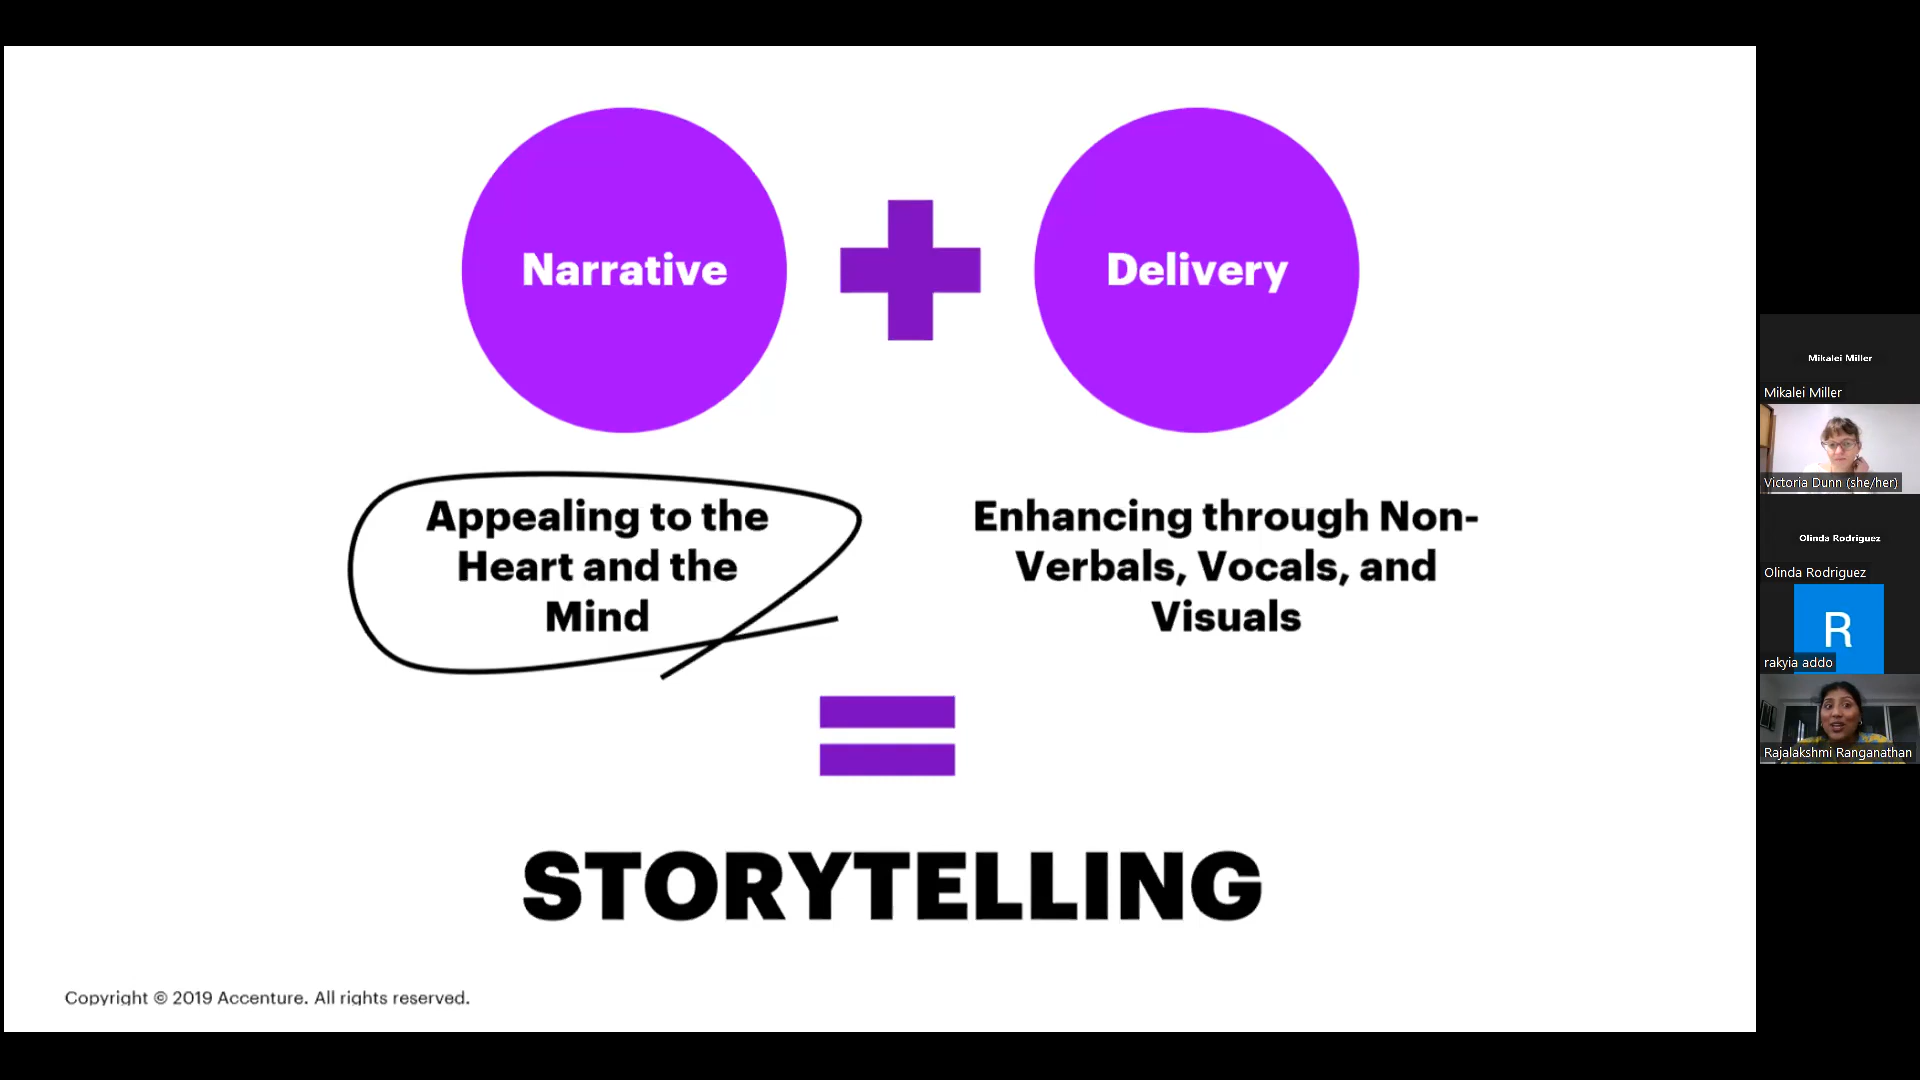 Narrative
Delivery
Appealing to the
Heart and the
Mind
Enhancing through Non-
Verbals, Vocals, and
Visuals
STORYTELLING
Copyright © 2019 Accenture. All rights reserved.
Mikalei Miller
Mikalei Miller
Victoria Dunn (she/her)
Olinda Rodriguez
Olinda Rodriguez
R
rakyia addo
Rajalakshmi Ranganathan